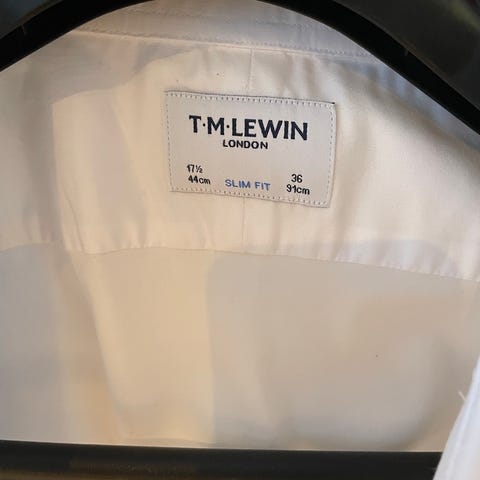 T·M·LEWIN
LONDON
17½ 36
44cm SLIM FIT 91cm